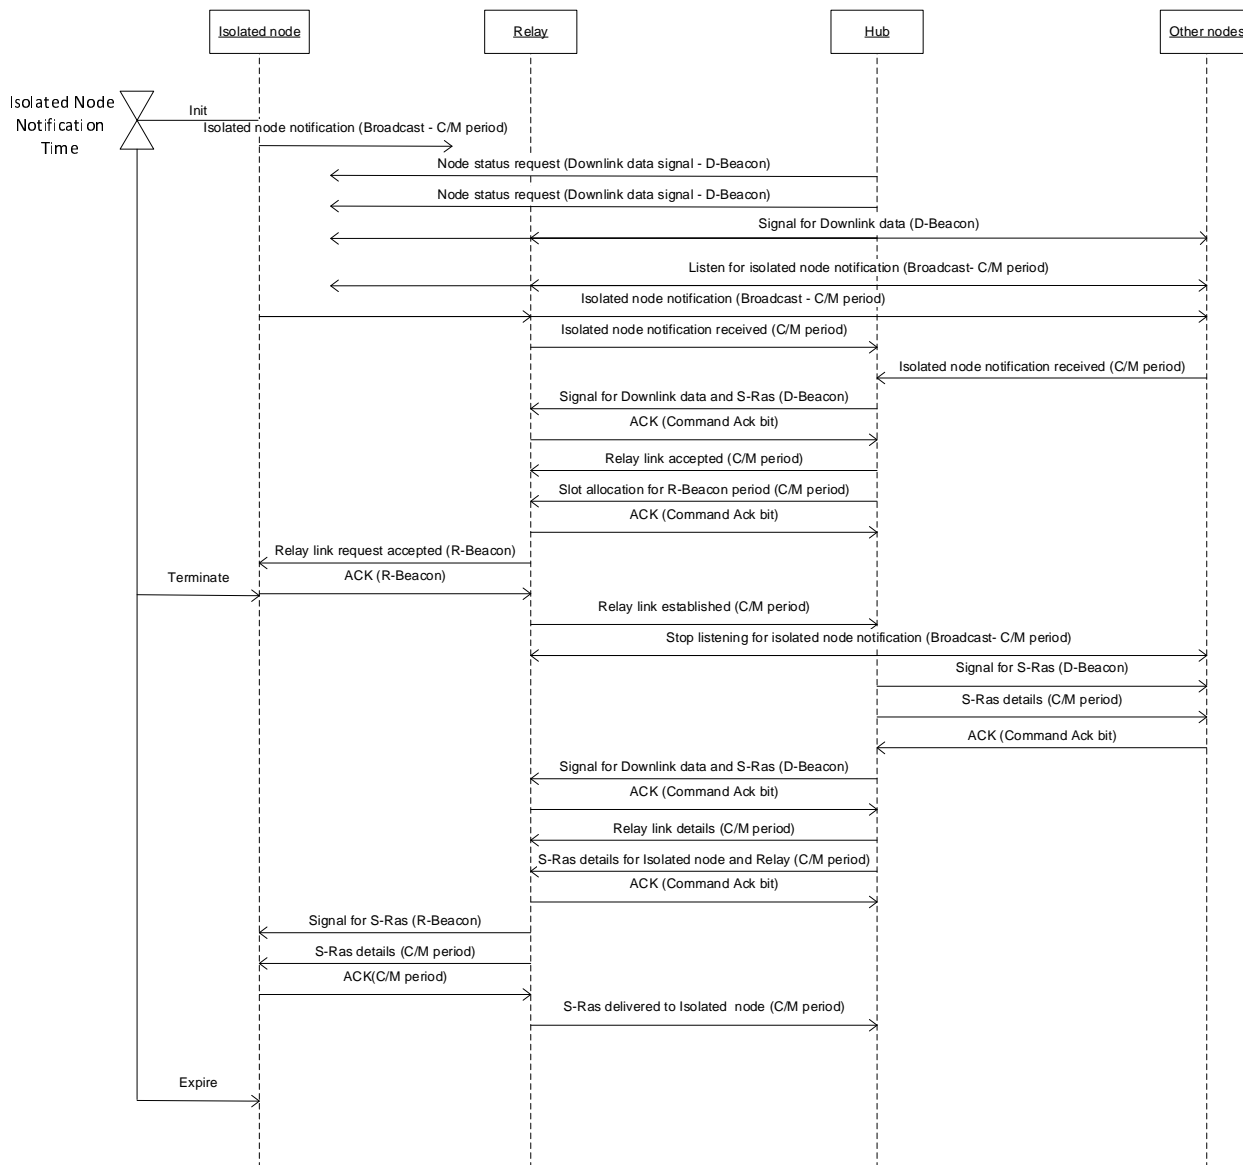 Isolated node
Relay
Hub
Other nodes
Isolated Node
Notification
Time
Init
Isolated node notification (Broadcast - C/M period)
Node status request (Downlink data signal - D-Beacon)
Node status request (Downlink data signal - D-Beacon)
Signal for Downlink data (D-Beacon)
Listen for isolated node notification (Broadcast- C/M period)
Isolated node notification (Broadcast - C/M period)
Isolated node notification received (C/M period)
Isolated node notification received (C/M period)
Signal for Downlink data and S-Ras (D-Beacon)
ACK (Command Ack bit)
Relay link accepted (C/M period)
Slot allocation for R-Beacon period (C/M period)
ACK (Command Ack bit)
Relay link request accepted (R-Beacon)
Terminate
ACK (R-Beacon)
Relay link established (C/M period)
Stop listening for isolated node notification (Broadcast- C/M period)
Signal for S-Ras (D-Beacon)
S-Ras details (C/M period)
ACK (Command Ack bit)
Signal for Downlink data and S-Ras (D-Beacon)
ACK (Command Ack bit)
Relay link details (C/M period)
S-Ras details for Isolated node and Relay (C/M period)
ACK (Command Ack bit)
Signal for S-Ras (R-Beacon)
S-Ras details (C/M period)
ACK(C/M period)
S-Ras delivered to Isolated node (C/M period)
Expire